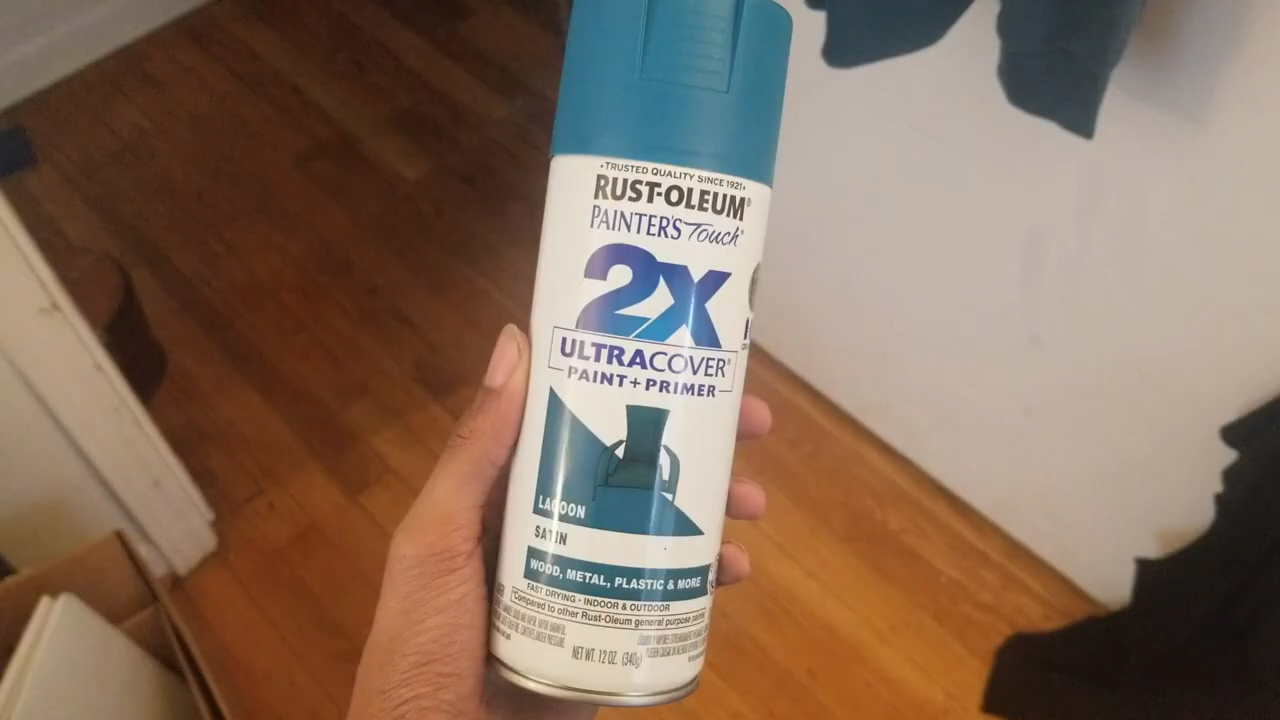 •TRUSTED QUALITY SINCE 1921•
RUST-OLEUM®
PAINTER'S Touch®
2X
ULTRACOVER®
PAINT+PRIMER
LAGOON
SATIN
WOOD, METAL, PLASTIC & MORE
FAST DRYING • INDOOR & OUTDOOR
*Compared to other Rust-Oleum general purpose paints
NET WT. 12 OZ. (340g)